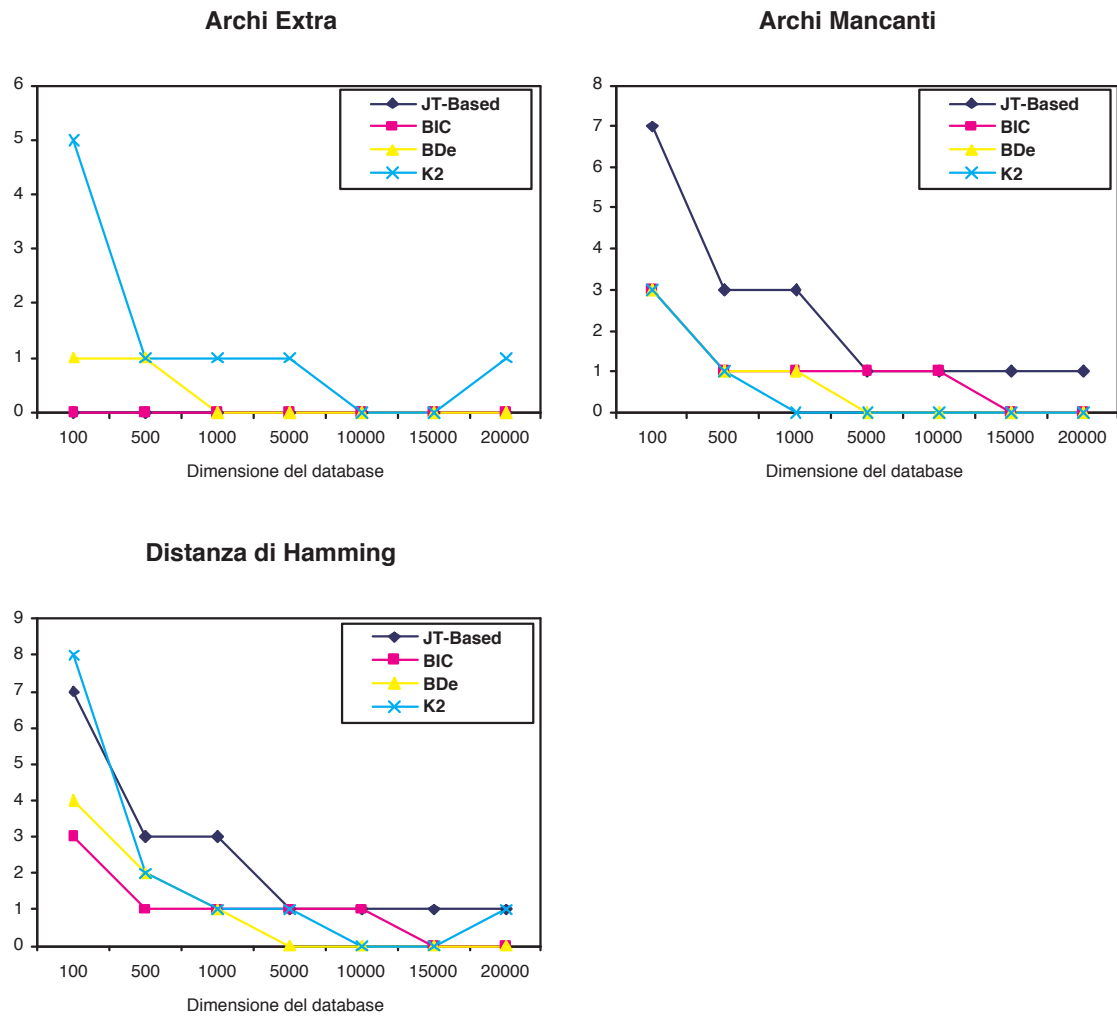 Archi Extra
6
5
4
3
2
1
0
100 500 1000 5000 10000 15000 20000
Dimensione del database
JT-Based
BIC
BDe
K2
Archi Mancanti
8
7
6
5
4
3
2
1
0
100 500 1000 5000 10000 15000 20000
Dimensione del database
JT-Based
BIC
BDe
K2
Distanza di Hamming
9
8
7
6
5
4
3
2
1
0
100 500 1000 5000 10000 15000 20000
Dimensione del database
JT-Based
BIC
BDe
K2